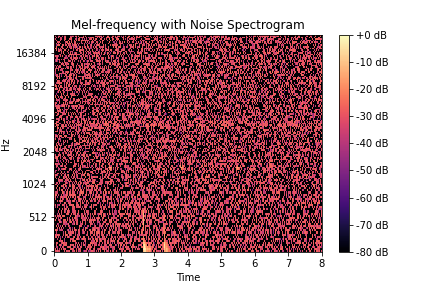 Mel-frequency with Noise Spectrogram
Hz
16384
8192
4096
2048
1024
512
0
0 1 2 3 4 5 6 7 8
Time
+0 dB
-10 dB
-20 dB
-30 dB
-40 dB
-50 dB
-60 dB
-70 dB
-80 dB